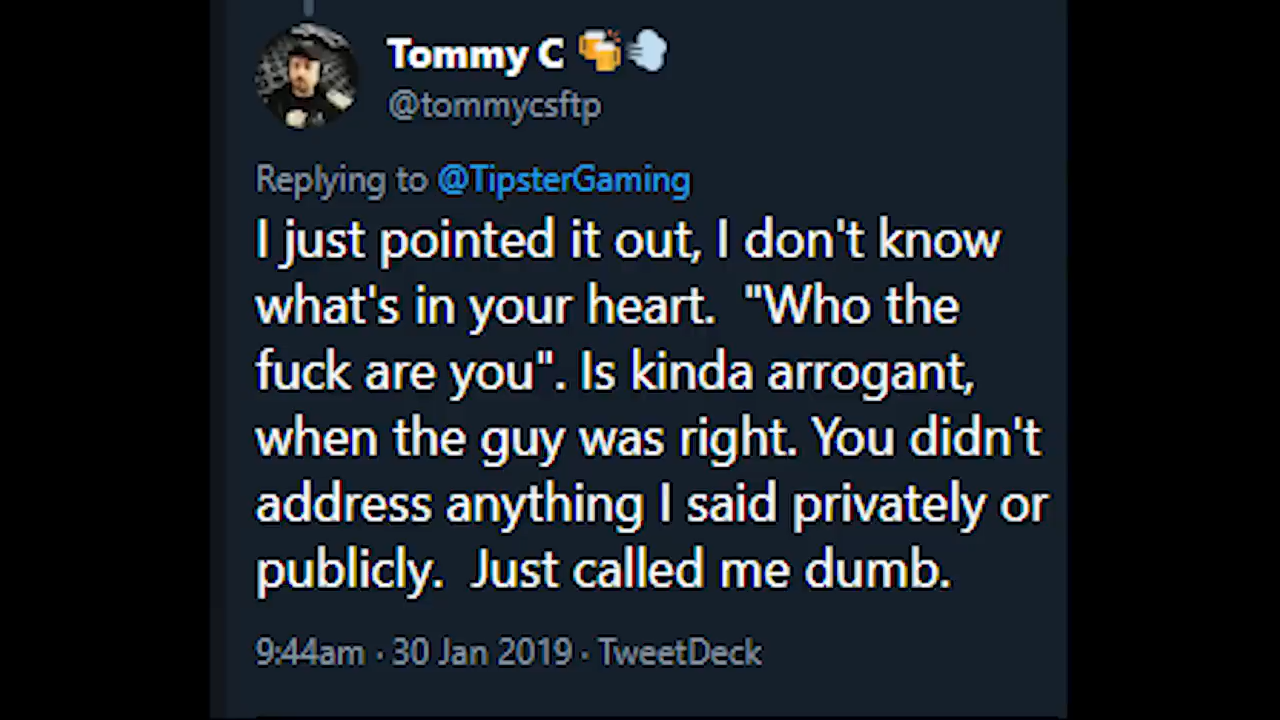 Tommy C 🍻💨
@tommycsftp
Replying to @TipsterGaming
I just pointed it out, I don't know
what's in your heart.  "Who the
fuck are you". Is kinda arrogant,
when the guy was right. You didn't
address anything I said privately or
publicly.  Just called me dumb.
9:44am · 30 Jan 2019 · TweetDeck